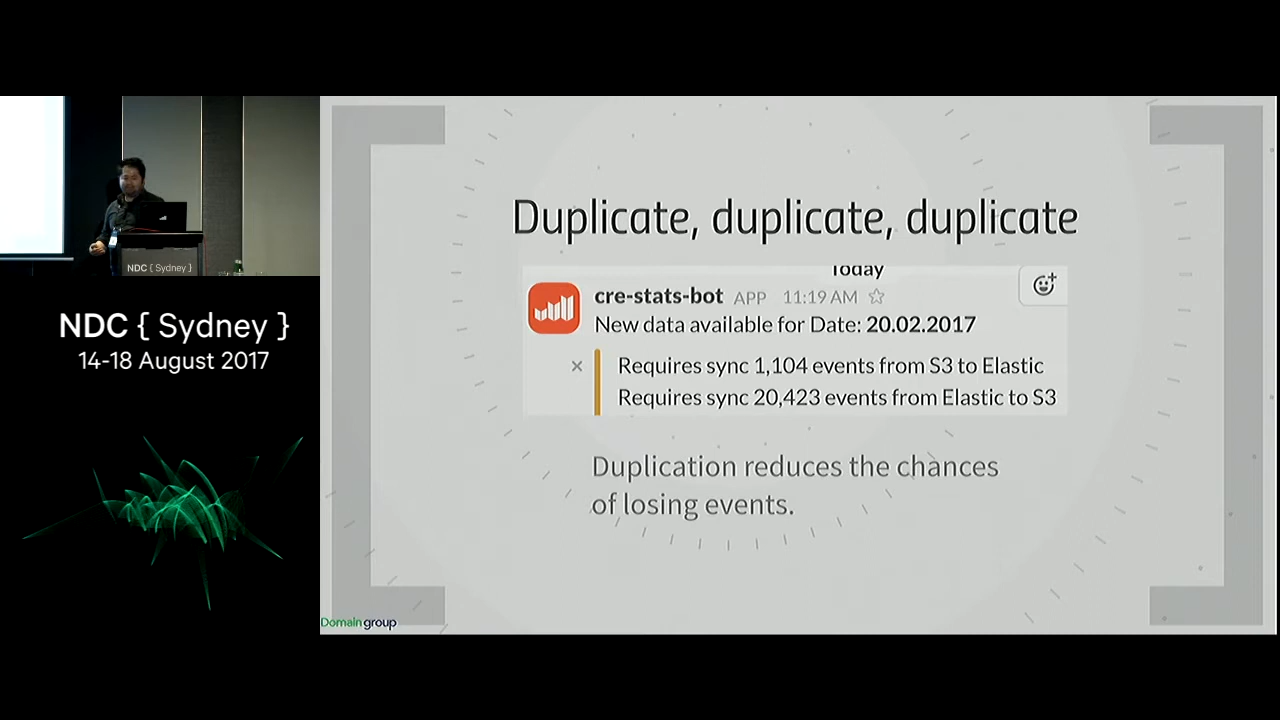 NDC { Sydney }
NDC { Sydney }
14-18 August 2017
Duplicate, duplicate, duplicate
Today
cre-stats-bot APP 11:19 AM
New data available for Date: 20.02.2017
× Requires sync 1,104 events from S3 to Elastic
Requires sync 20,423 events from Elastic to S3
Duplication reduces the chances
of losing events.
Domain group